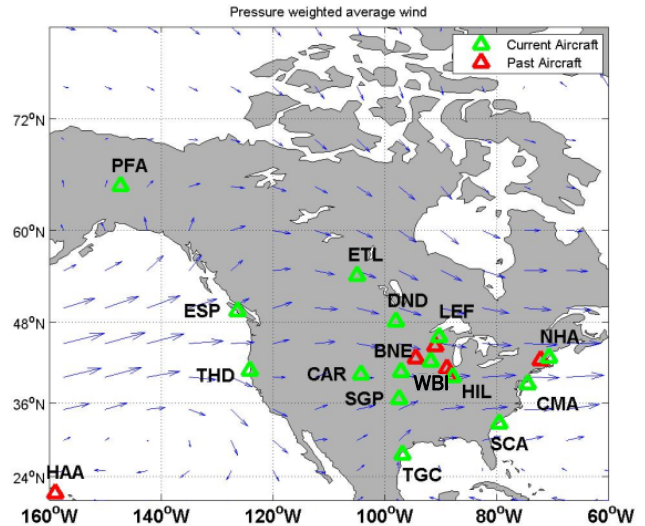 Pressure weighted average wind
Current Aircraft
Past Aircraft
72°N
PFA
60°N
ETL
DND
LEF
ESP
48°N
NHA
BNE
THD
CAR
WBI
HIL
SGP
CMA
36°N
SCA
TGC
HAA
24°N
160°W 140°W 120°W 100°W 80°W 60°W